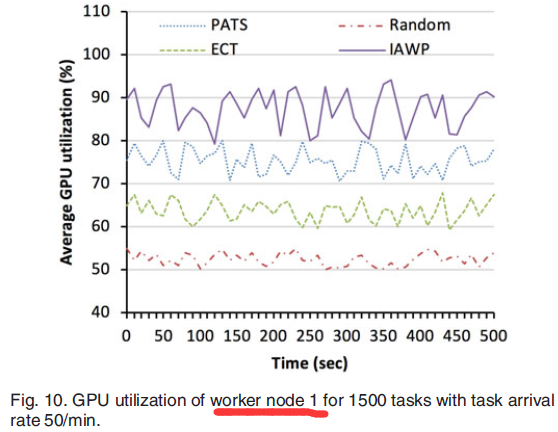 110
100
90
80
70
60
50
40
Average GPU utilization (%)
PATS
Random
ECT
IAWP
0
50
100
150
200
250
300
350
400
450
500
Time (sec)
Fig. 10. GPU utilization of worker node 1 for 1500 tasks with task arrival
rate 50/min.